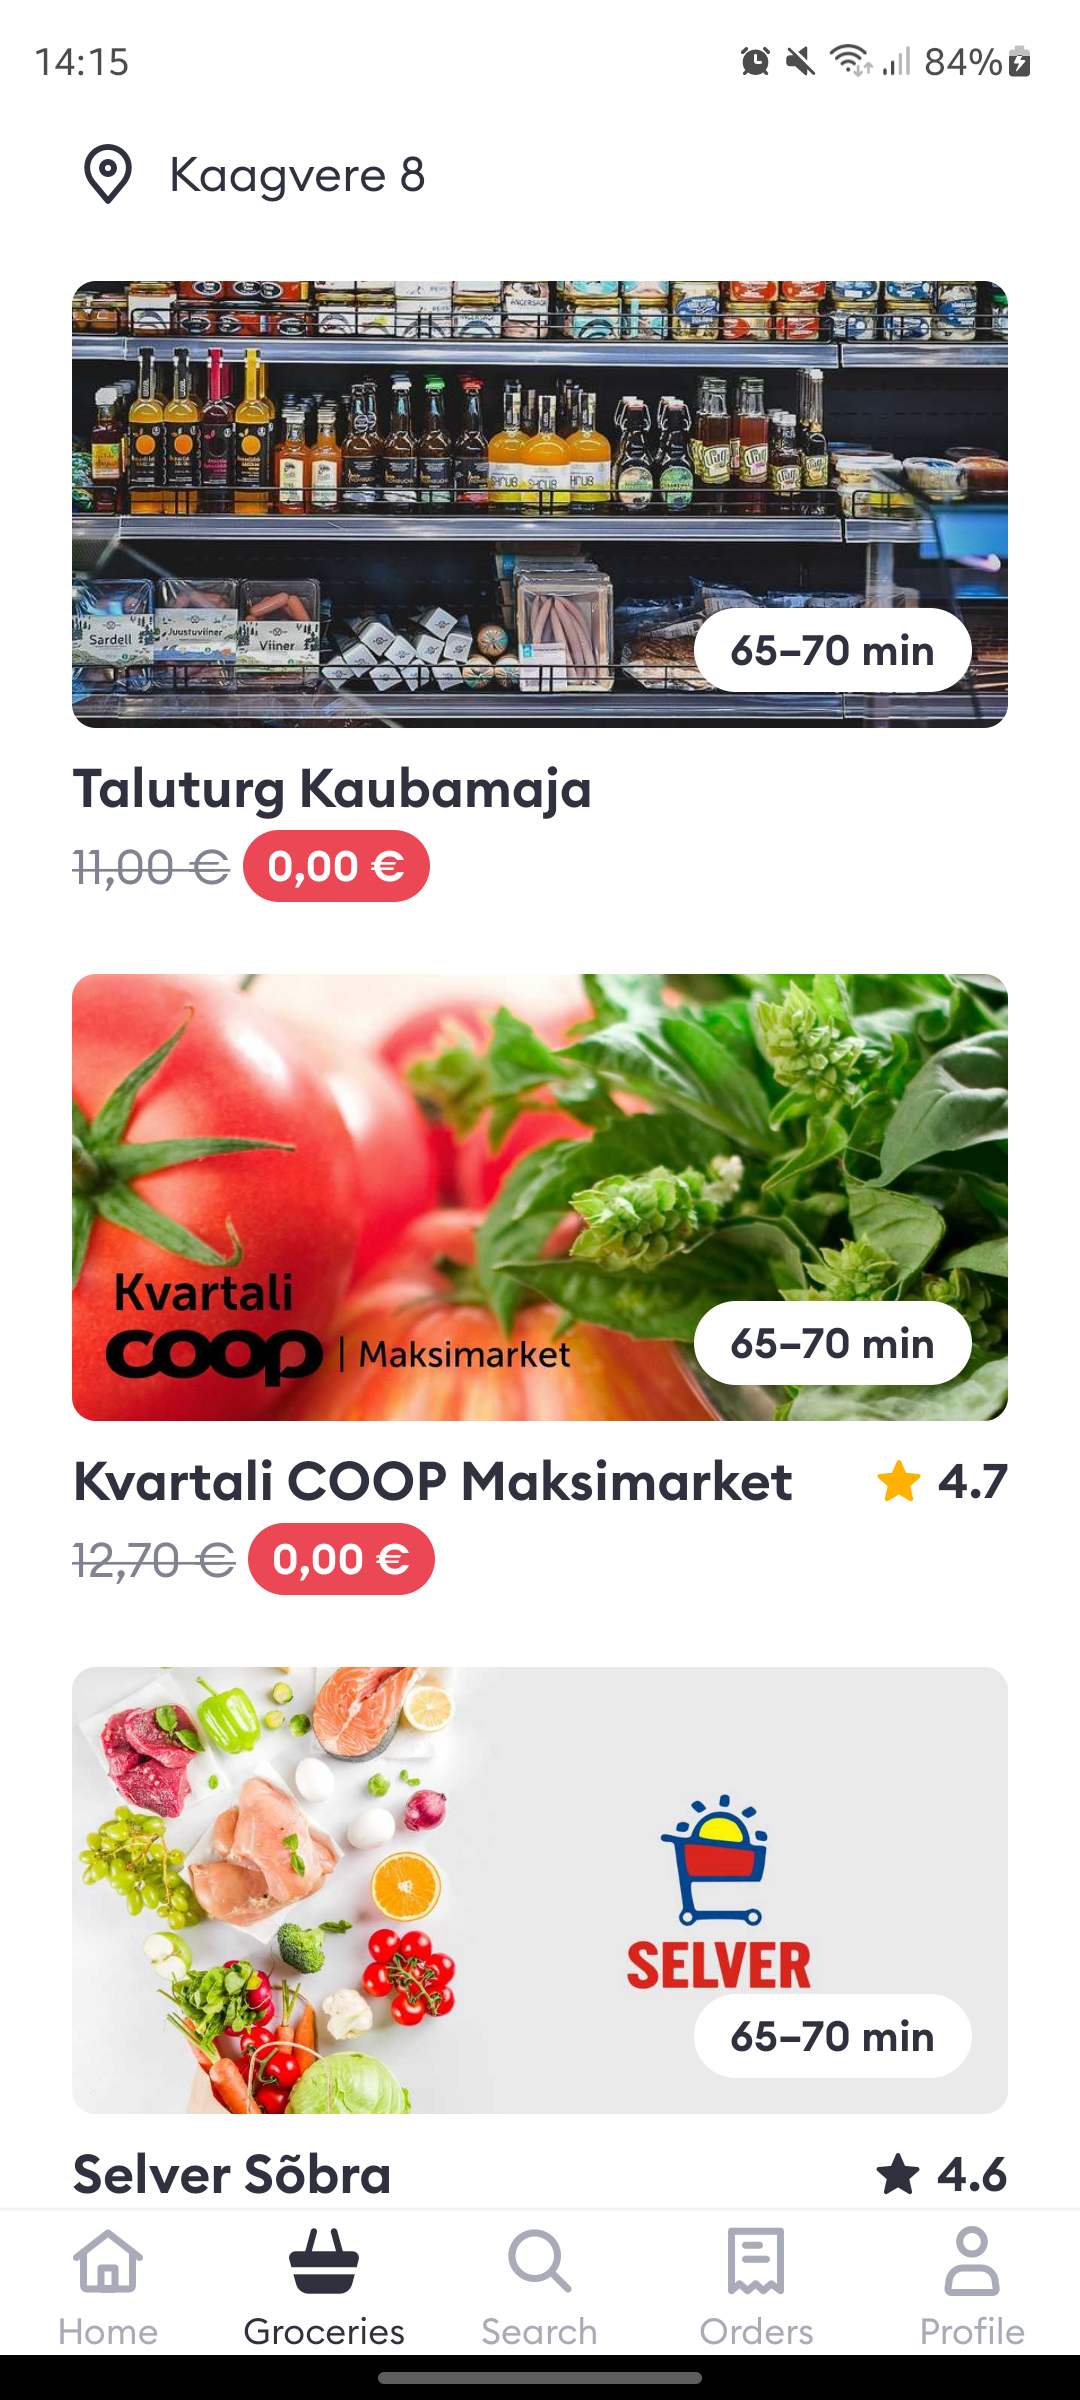 14:15
84%
Kaagvere 8
Sardell
Juustuviiner
Viiner
65–70 min
Taluturg Kaubamaja
11,00 € 0,00 €
Kvartali
coop | Maksimarket
65–70 min
Kvartali COOP Maksimarket 4.7
12,70 € 0,00 €
SELVER
65–70 min
Selver Sõbra 4.6
Home Groceries Search Orders Profile